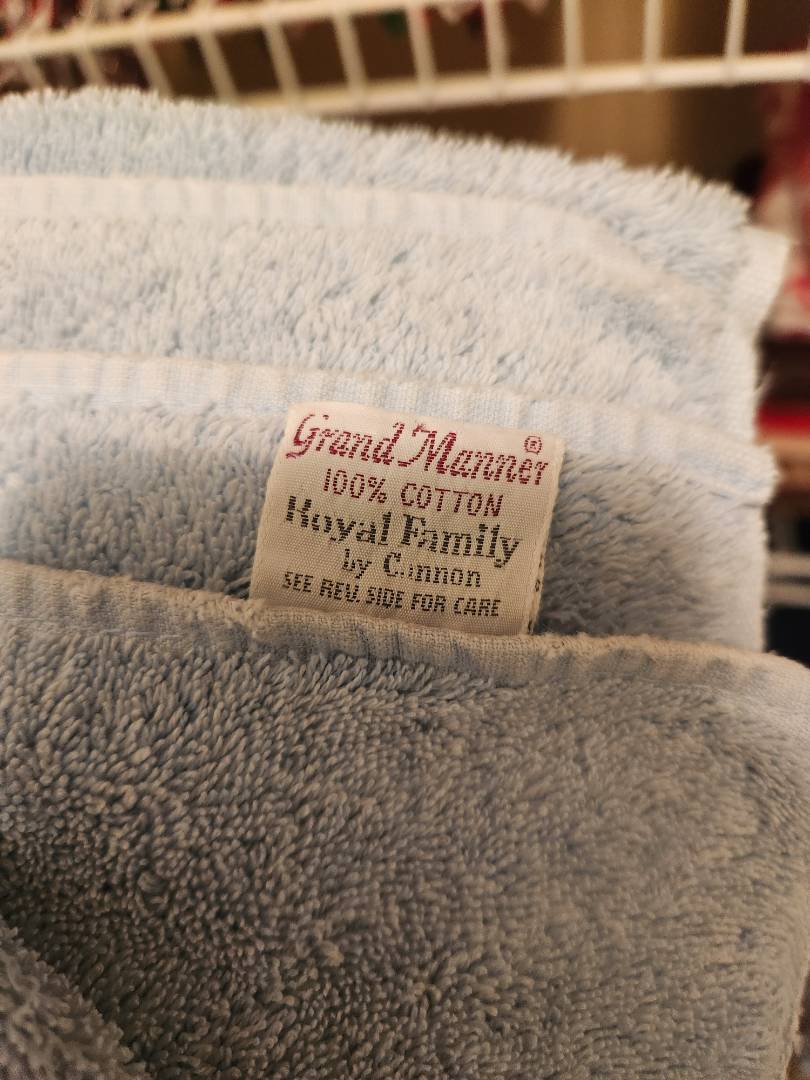 Grand Manner®
100% COTTON
Royal Family
by Cannon
SEE REV. SIDE FOR CARE